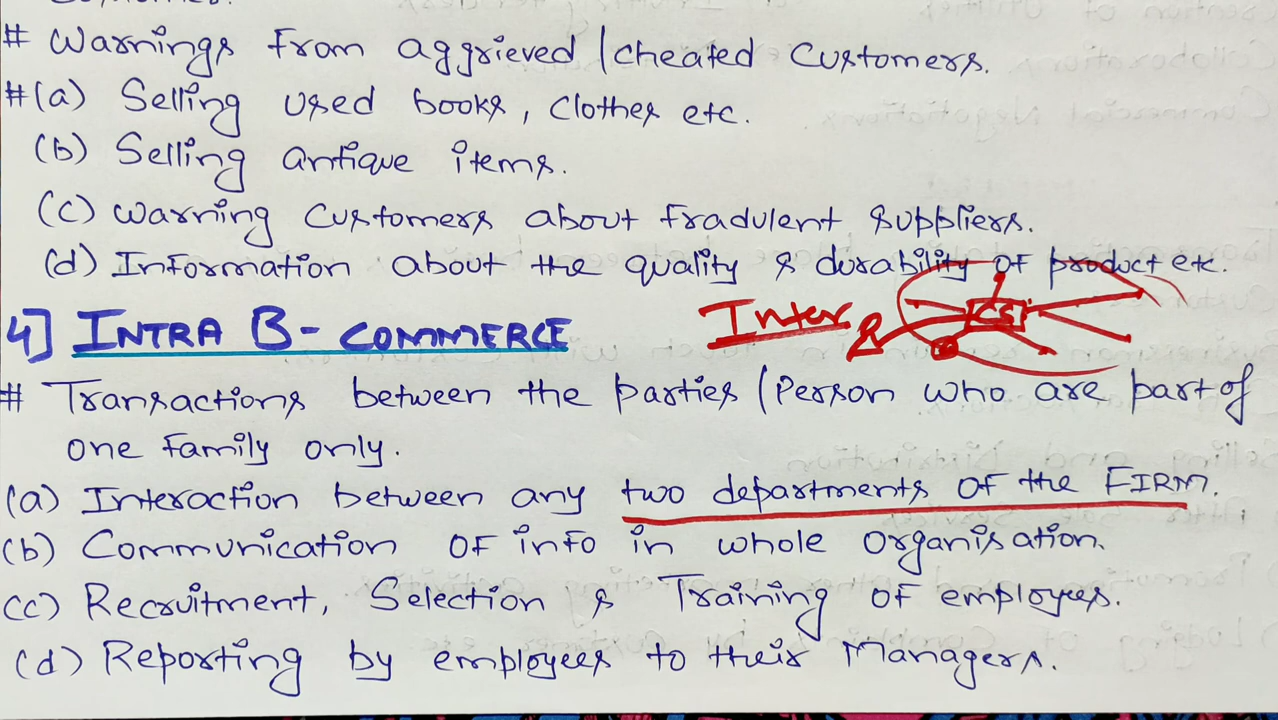 # Warnings from aggrieved / cheated customers.
#(a) Selling used books, clothes etc.
(b) Selling antique items.
(c) Warning customers about fradulent suppliers.
(d) Information about the quality & durability of product etc.
4] INTRA B-COMMERCE
Inter
CS
# Transactions between the parties (Person who are part of
one family only.
(a) Interaction between any two departments of the FIRM.
(b) Communication of info in whole organisation.
(c) Recruitment, Selection & Training of employees.
(d) Reporting by employees to their Managers.